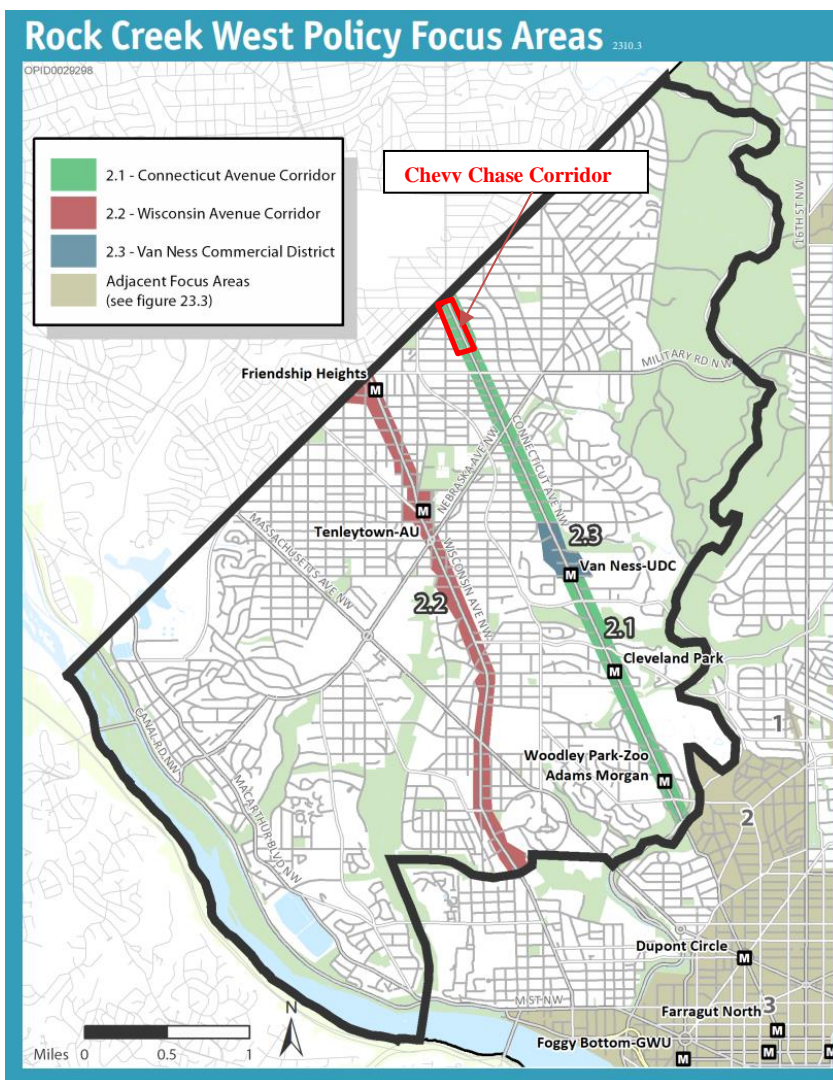 Rock Creek West Policy Focus Areas 2310.3
OPID0029298
2.1 - Connecticut Avenue Corridor
2.2 - Wisconsin Avenue Corridor
2.3 - Van Ness Commercial District
Adjacent Focus Areas
(see figure 23.3)
Chevv Chase Corridor
16TH ST NW
MILITARY RD NW
Friendship Heights
M
CONNECTICUT AVE NW
NEBRASKA AVE NW
M
Tenleytown-AU
MASSACHUSETTS AVE NW
WISCONSIN AVE NW
2.3
Van Ness-UDC
M
2.2
2.1
Cleveland Park
M
CANAL RD NW
MACARTHUR BLVD NW
1
Woodley Park-Zoo
Adams Morgan
M
2
Dupont Circle
M
M ST NW
N
3
Farragut North
M
Foggy Bottom-GWU
M
M
M
Miles 0 0.5 1